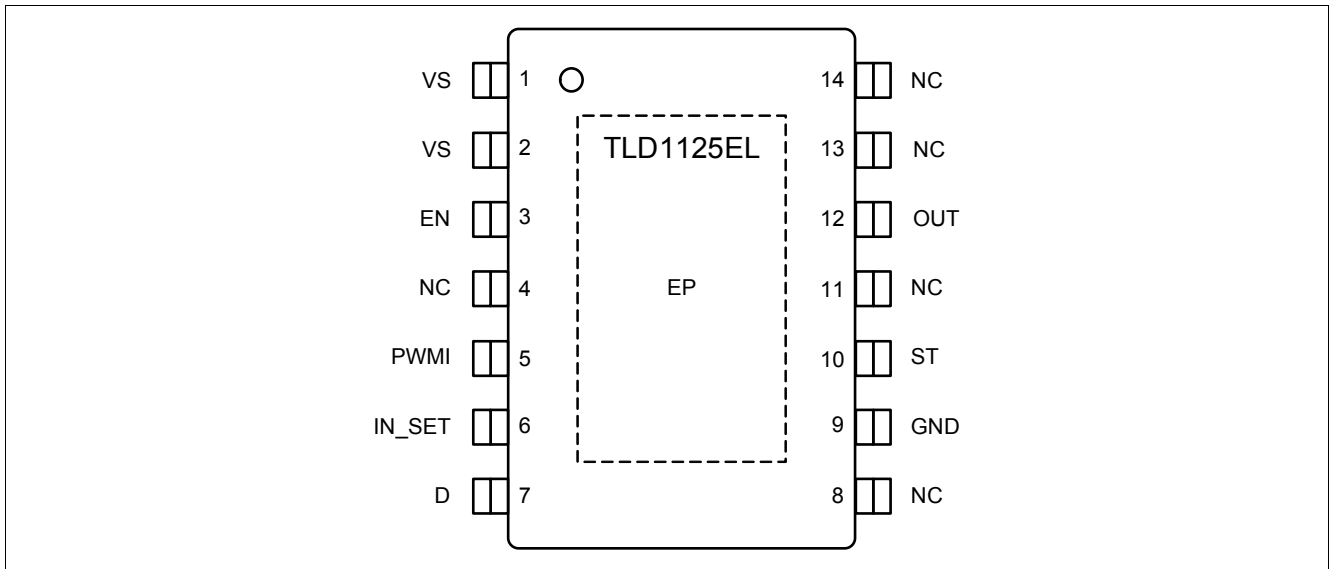 VS 1 14 NC
TLD1125EL
VS 2 13 NC
EN 3 12 OUT
NC 4 EP 11 NC
PWMI 5 10 ST
IN_SET 6 9 GND
D 7 8 NC